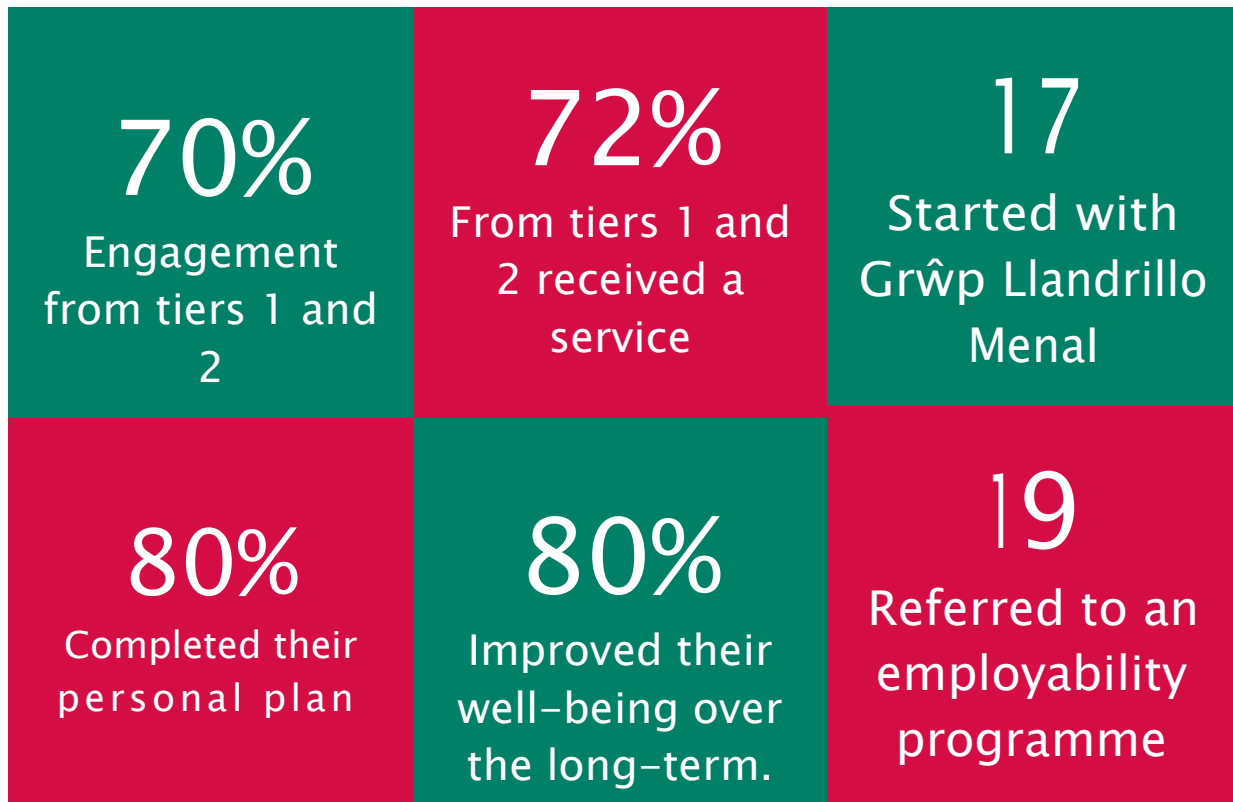 70%
Engagement
from tiers 1 and
2
72%
From tiers 1 and
2 received a
service
17
Started with
Grŵp Llandrillo
Menal
80%
Completed their
personal plan
80%
Improved their
well-being over
the long-term.
19
Referred to an
employability
programme